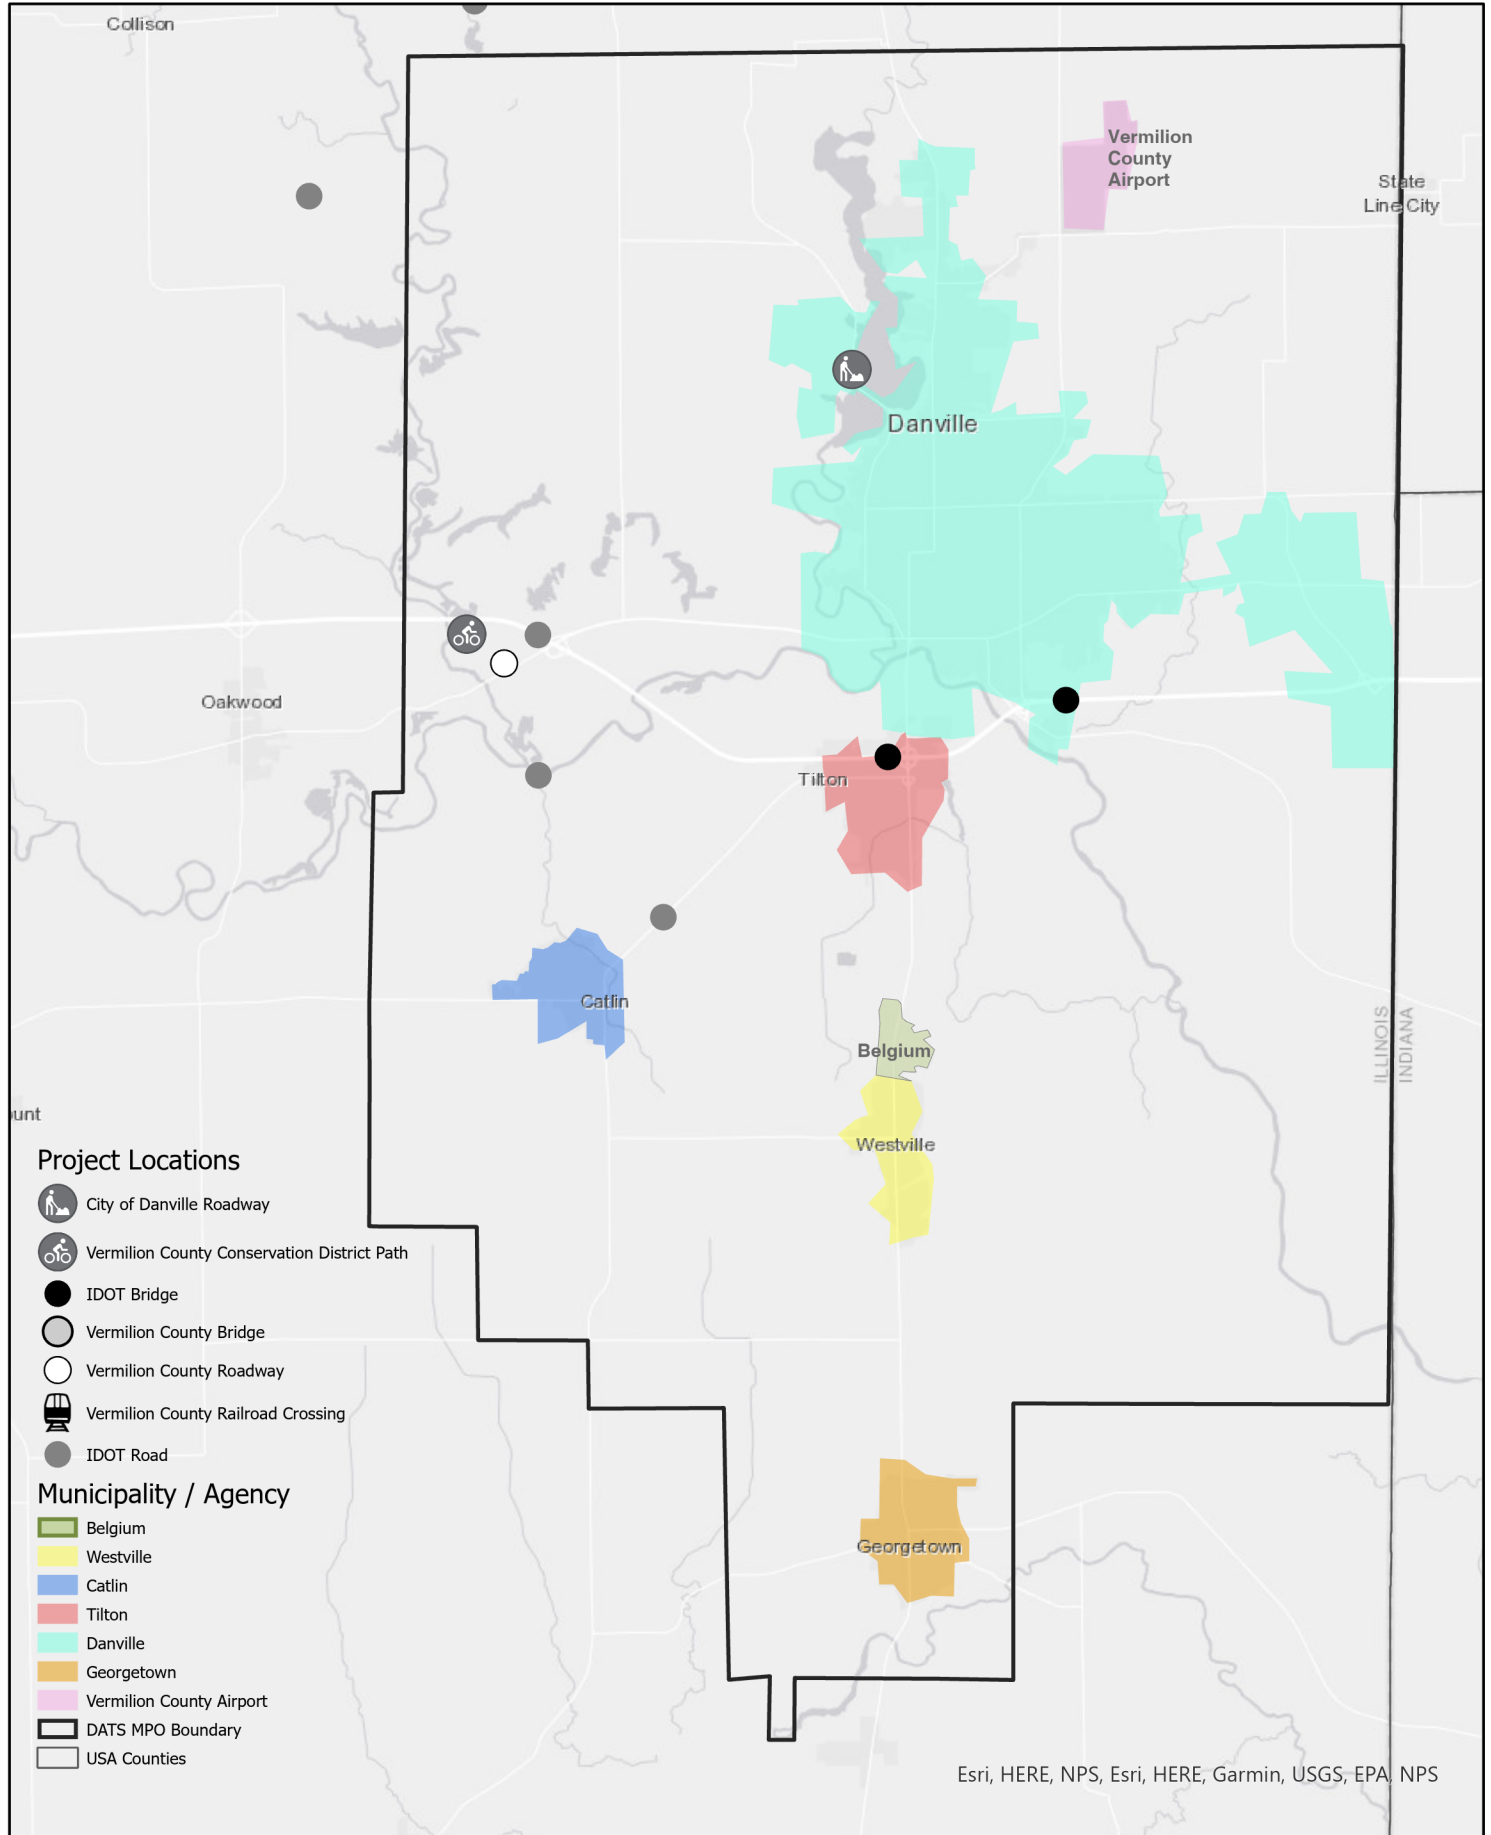 Collison
Vermilion
County
Airport
State
Line City
Danville
Oakwood
Tilton
Catlin
Belgium
ILLINOIS
INDIANA
unt
Westville
Georgetown
Project Locations
City of Danville Roadway
Vermilion County Conservation District Path
IDOT Bridge
Vermilion County Bridge
Vermilion County Roadway
Vermilion County Railroad Crossing
IDOT Road
Municipality / Agency
Belgium
Westville
Catlin
Tilton
Danville
Georgetown
Vermilion County Airport
DATS MPO Boundary
USA Counties
Esri, HERE, NPS, Esri, HERE, Garmin, USGS, EPA, NPS